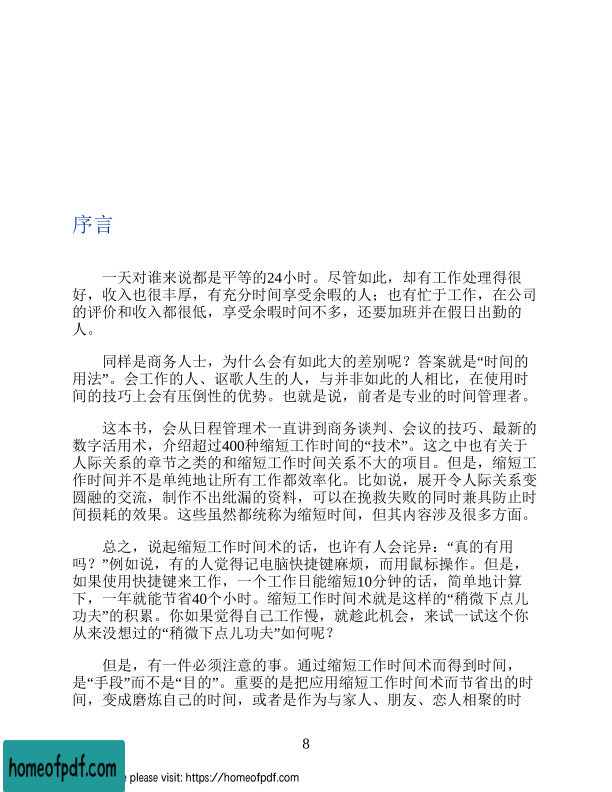 序言
一天对谁来说都是平等的24小时。尽管如此，却有工作处理得很
好，收入也很丰厚，有充分时间享受余暇的人；也有忙于工作，在公司
的评价和收入都很低，享受余暇时间不多，还要加班并在假日出勤的
人。
同样是商务人士，为什么会有如此大的差别呢？答案就是“时间的
用法”。会工作的人、讴歌人生的人，与并非如此的人相比，在使用时
间的技巧上会有压倒性的优势。也就是说，前者是专业的时间管理者。
这本书，会从日程管理术一直讲到商务谈判、会议的技巧、最新的
数字活用术，介绍超过400种缩短工作时间的“技术”。这之中也有关于
人际关系的章节之类的和缩短工作时间关系不大的项目。但是，缩短工
作时间并不是单纯地让所有工作都效率化。比如说，展开令人际关系变
圆融的交流，制作不出纰漏的资料，可以在挽救失败的同时兼具防止时
间损耗的效果。这些虽然都统称为缩短时间，但其内容涉及很多方面。
总之，说起缩短工作时间术的话，也许有人会诧异：“真的有用
吗？”例如说，有的人觉得记电脑快捷键麻烦，而用鼠标操作。但是，
如果使用快捷键来工作，一个工作日能缩短10分钟的话，简单地计算
下，一年就能节省40个小时。缩短工作时间术就是这样的“稍微下点儿
功夫”的积累。你如果觉得自己工作慢，就趁此机会，来试一试这个你
从来没想过的“稍微下点儿功夫”如何呢？
但是，有一件必须注意的事。通过缩短工作时间术而得到时间，
是“手段”而不是“目的”。重要的是把应用缩短工作时间术而节省出的时
间，变成磨炼自己的时间，或者是作为与家人、朋友、恋人相聚的时
8
homeofpdf.com
please visit: https://homeofpdf.com